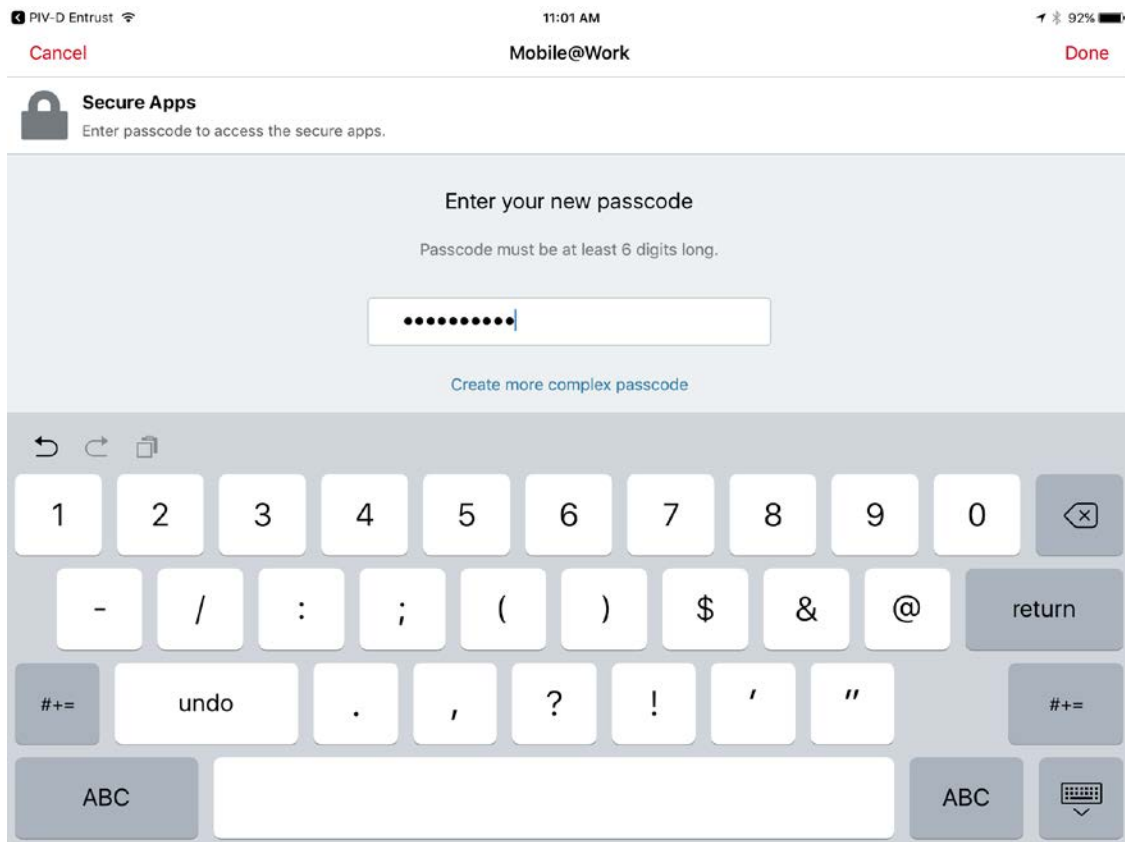 PIV-D Entrust 11:01 AM 92%
Cancel Mobile@Work Done
Secure Apps
Enter passcode to access the secure apps.
Enter your new passcode
Passcode must be at least 6 digits long.
••••••••••
Create more complex passcode
1 2 3 4 5 6 7 8 9 0
- / : ; ( ) $ & @ return
#+= undo . , ? ! ' " #+=
ABC ABC